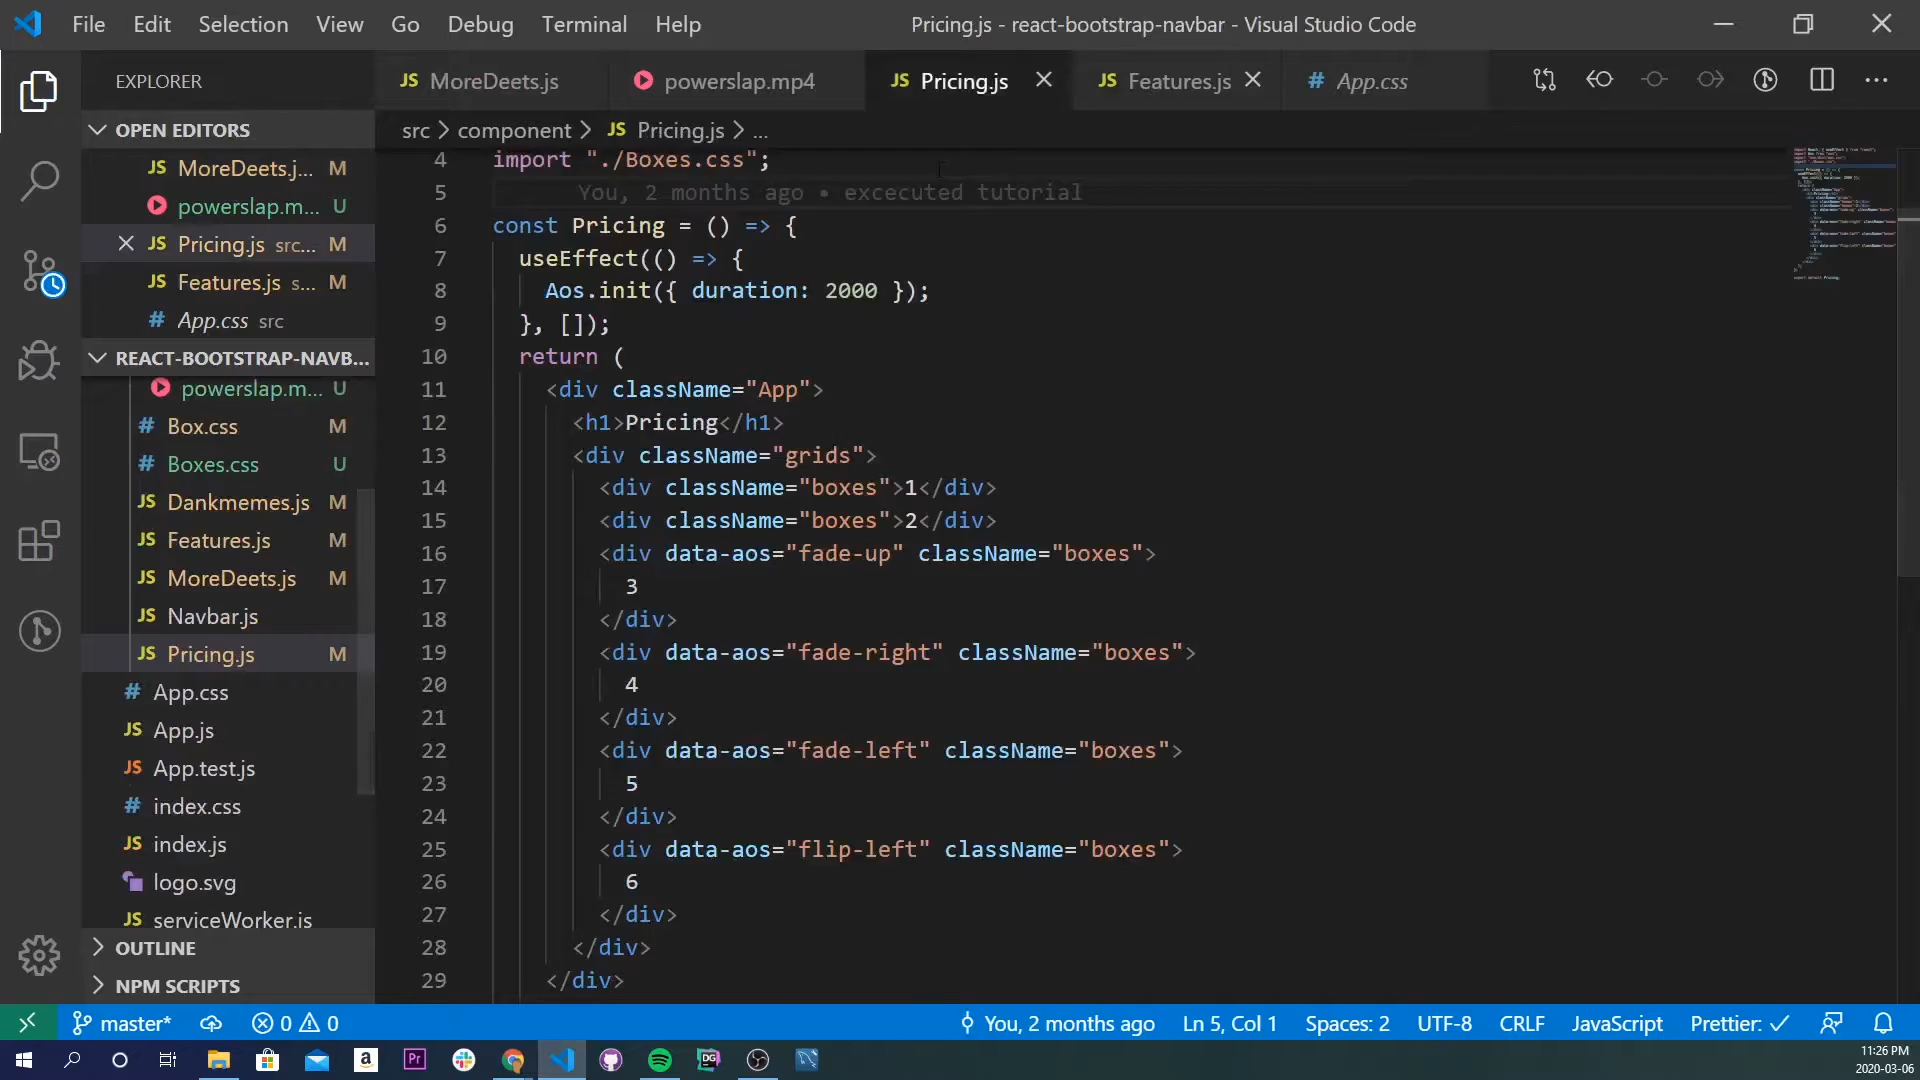 File Edit Selection View Go Debug Terminal Help
Pricing.js - react-bootstrap-navbar - Visual Studio Code
EXPLORER
OPEN EDITORS
JS MoreDeets.j... M
powerslap.m... U
JS Pricing.js src... M
JS Features.js s... M
# App.css src
REACT-BOOTSTRAP-NAVB...
powerslap.m... U
# Box.css M
# Boxes.css U
JS Dankmemes.js M
JS Features.js M
JS MoreDeets.js M
JS Navbar.js
JS Pricing.js M
# App.css
JS App.js
JS App.test.js
# index.css
JS index.js
logo.svg
JS serviceWorker.js
OUTLINE
NPM SCRIPTS
JS MoreDeets.js
powerslap.mp4
JS Pricing.js
JS Features.js
# App.css
src > component > JS Pricing.js > ...
4 import "./Boxes.css";
5 You, 2 months ago • excecuted tutorial
6 const Pricing = () => {
7 useEffect(() => {
8 Aos.init({ duration: 2000 });
9 }, []);
10 return (
11 <div className="App">
12 <h1>Pricing</h1>
13 <div className="grids">
14 <div className="boxes">1</div>
15 <div className="boxes">2</div>
16 <div data-aos="fade-up" className="boxes">
17 3
18 </div>
19 <div data-aos="fade-right" className="boxes">
20 4
21 </div>
22 <div data-aos="fade-left" className="boxes">
23 5
24 </div>
25 <div data-aos="flip-left" className="boxes">
26 6
27 </div>
28 </div>
29 </div>
master* 0 0 You, 2 months ago Ln 5, Col 1 Spaces: 2 UTF-8 CRLF JavaScript Prettier: ✓
a Pr DG
11:26 PM
2020-03-06